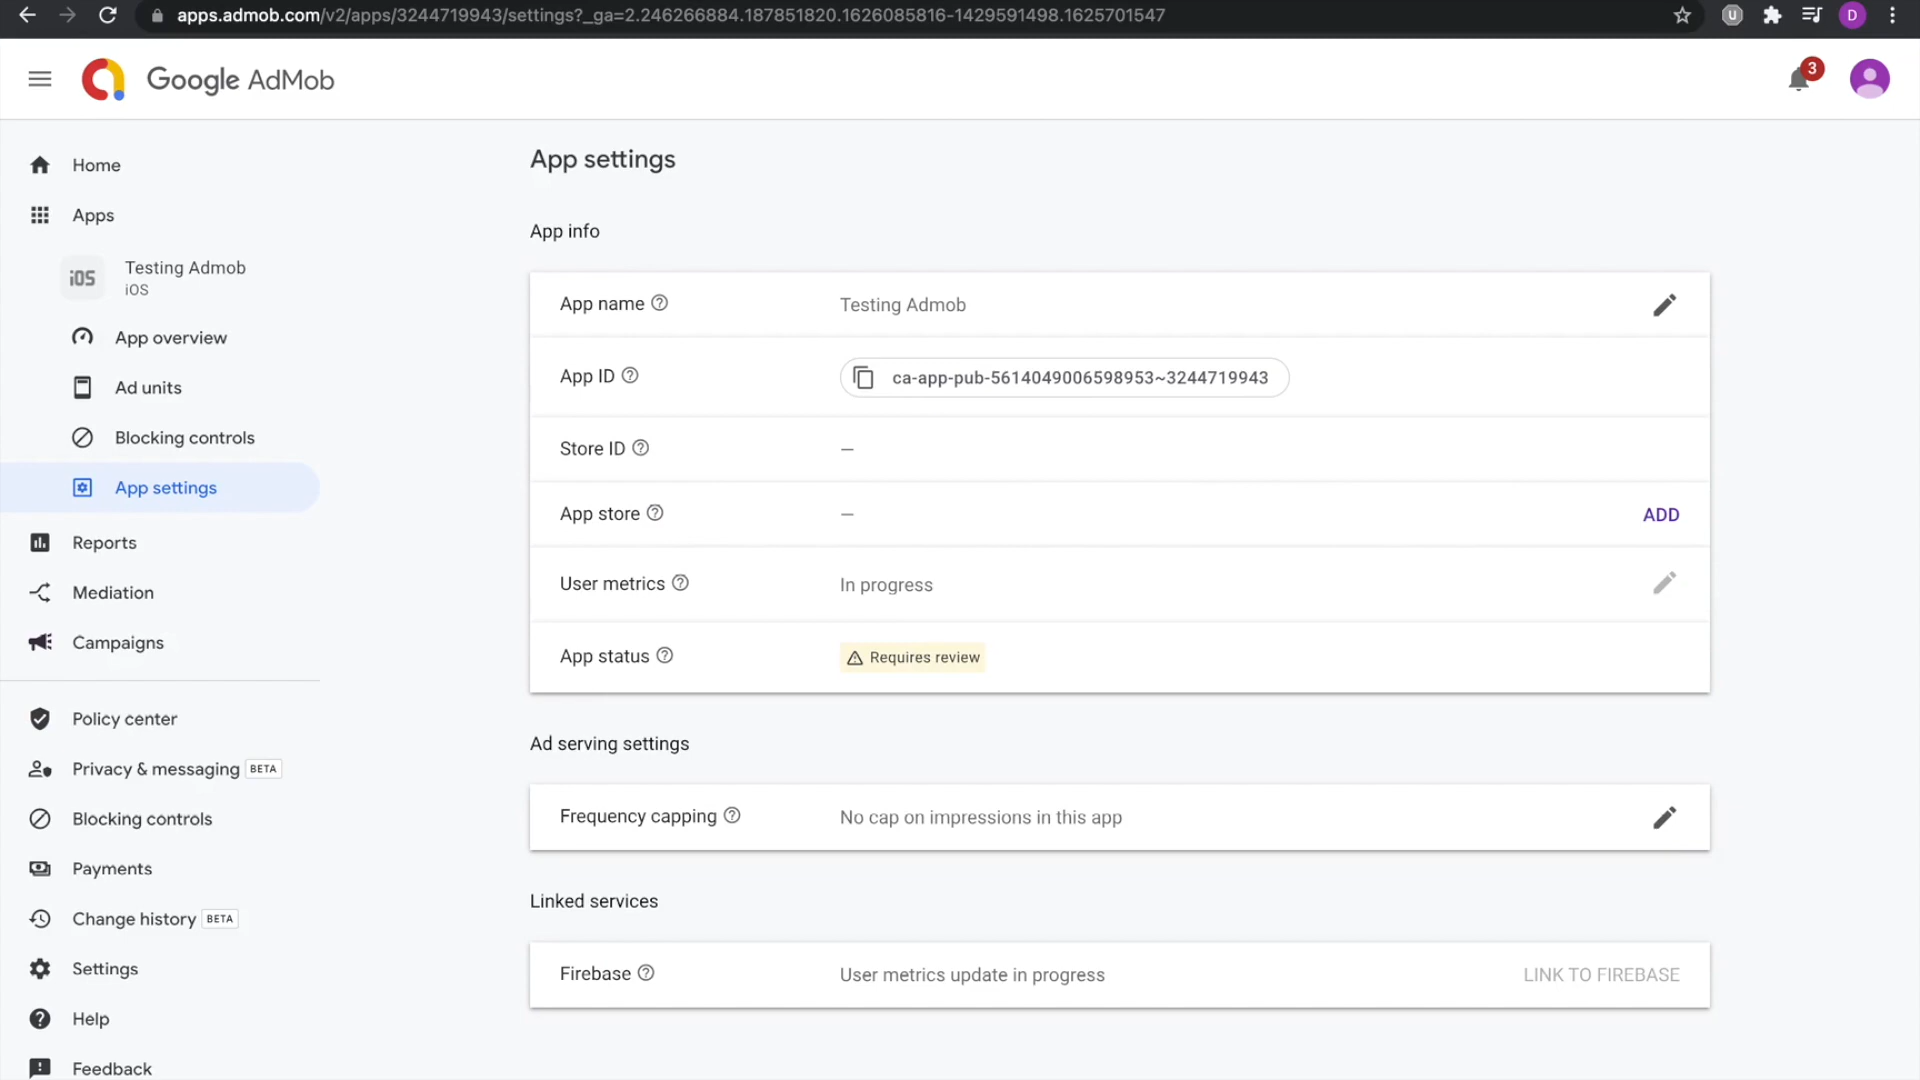 apps.admob.com/v2/apps/3244719943/settings?_ga=2.246266884.187851820.1626085816-1429591498.1625701547
U
D
Google AdMob
3
Home
Apps
iOS
Testing Admob
iOS
App overview
Ad units
Blocking controls
App settings
Reports
Mediation
Campaigns
Policy center
Privacy & messaging BETA
Blocking controls
Payments
Change history BETA
Settings
Help
Feedback
App settings
App info
App name Testing Admob
App ID ca-app-pub-5614049006598953~3244719943
Store ID –
App store – ADD
User metrics In progress
App status Requires review
Ad serving settings
Frequency capping No cap on impressions in this app
Linked services
Firebase User metrics update in progress LINK TO FIREBASE